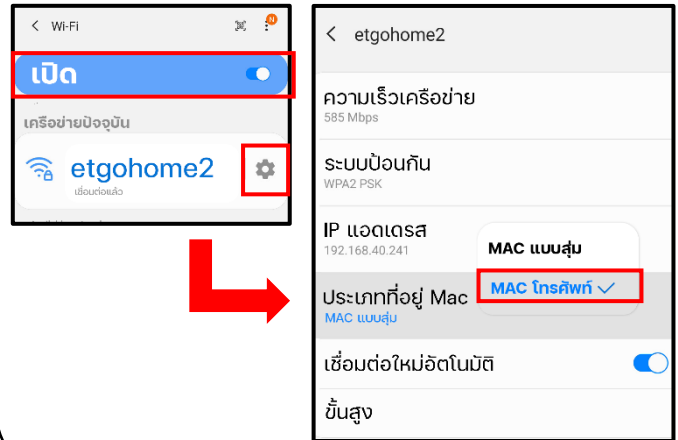 Wi-Fi
N
เปิด
เครือข่ายปัจจุบัน
etgohome2
เชื่อมต่อแล้ว
etgohome2
ความเร็วเครือข่าย
585 Mbps
ระบบป้อนกัน
WPA2 PSK
IP แอดเดรส
192.168.40.241
MAC แบบสุ่ม
MAC โทรศัพท์
ประเภทที่อยู่ Mac
MAC แบบสุ่ม
เชื่อมต่อใหม่อัตโนมัติ
ขั้นสูง